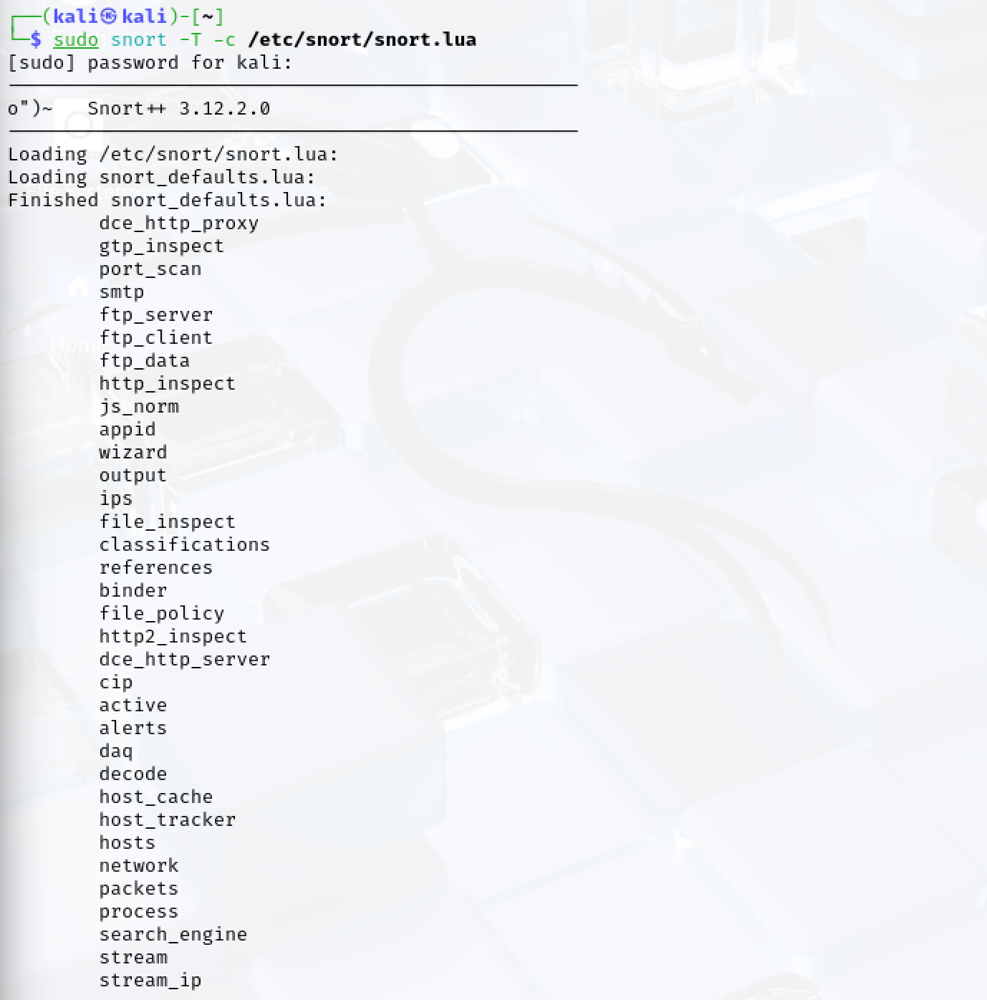 ┌──(kali㉿kali)-[~]
└─$ sudo snort -T -c /etc/snort/snort.lua
[sudo] password for kali:
o")~   Snort++ 3.12.2.0
Loading /etc/snort/snort.lua:
Loading snort_defaults.lua:
Finished snort_defaults.lua:
dce_http_proxy
gtp_inspect
port_scan
smtp
ftp_server
ftp_client
Home
ftp_data
http_inspect
js_norm
appid
wizard
output
ips
file_inspect
classifications
references
binder
file_policy
http2_inspect
dce_http_server
cip
active
alerts
daq
decode
host_cache
host_tracker
hosts
network
packets
process
search_engine
stream
stream_ip